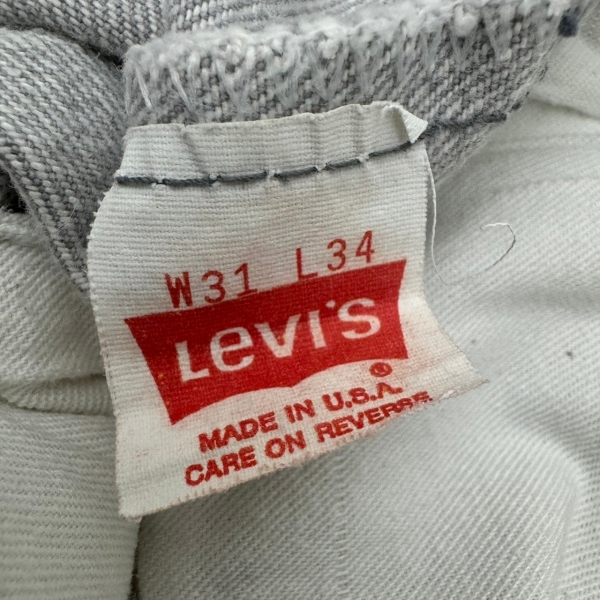 W31 L34
Levi's
®
MADE IN U.S.A.
CARE ON REVERSE